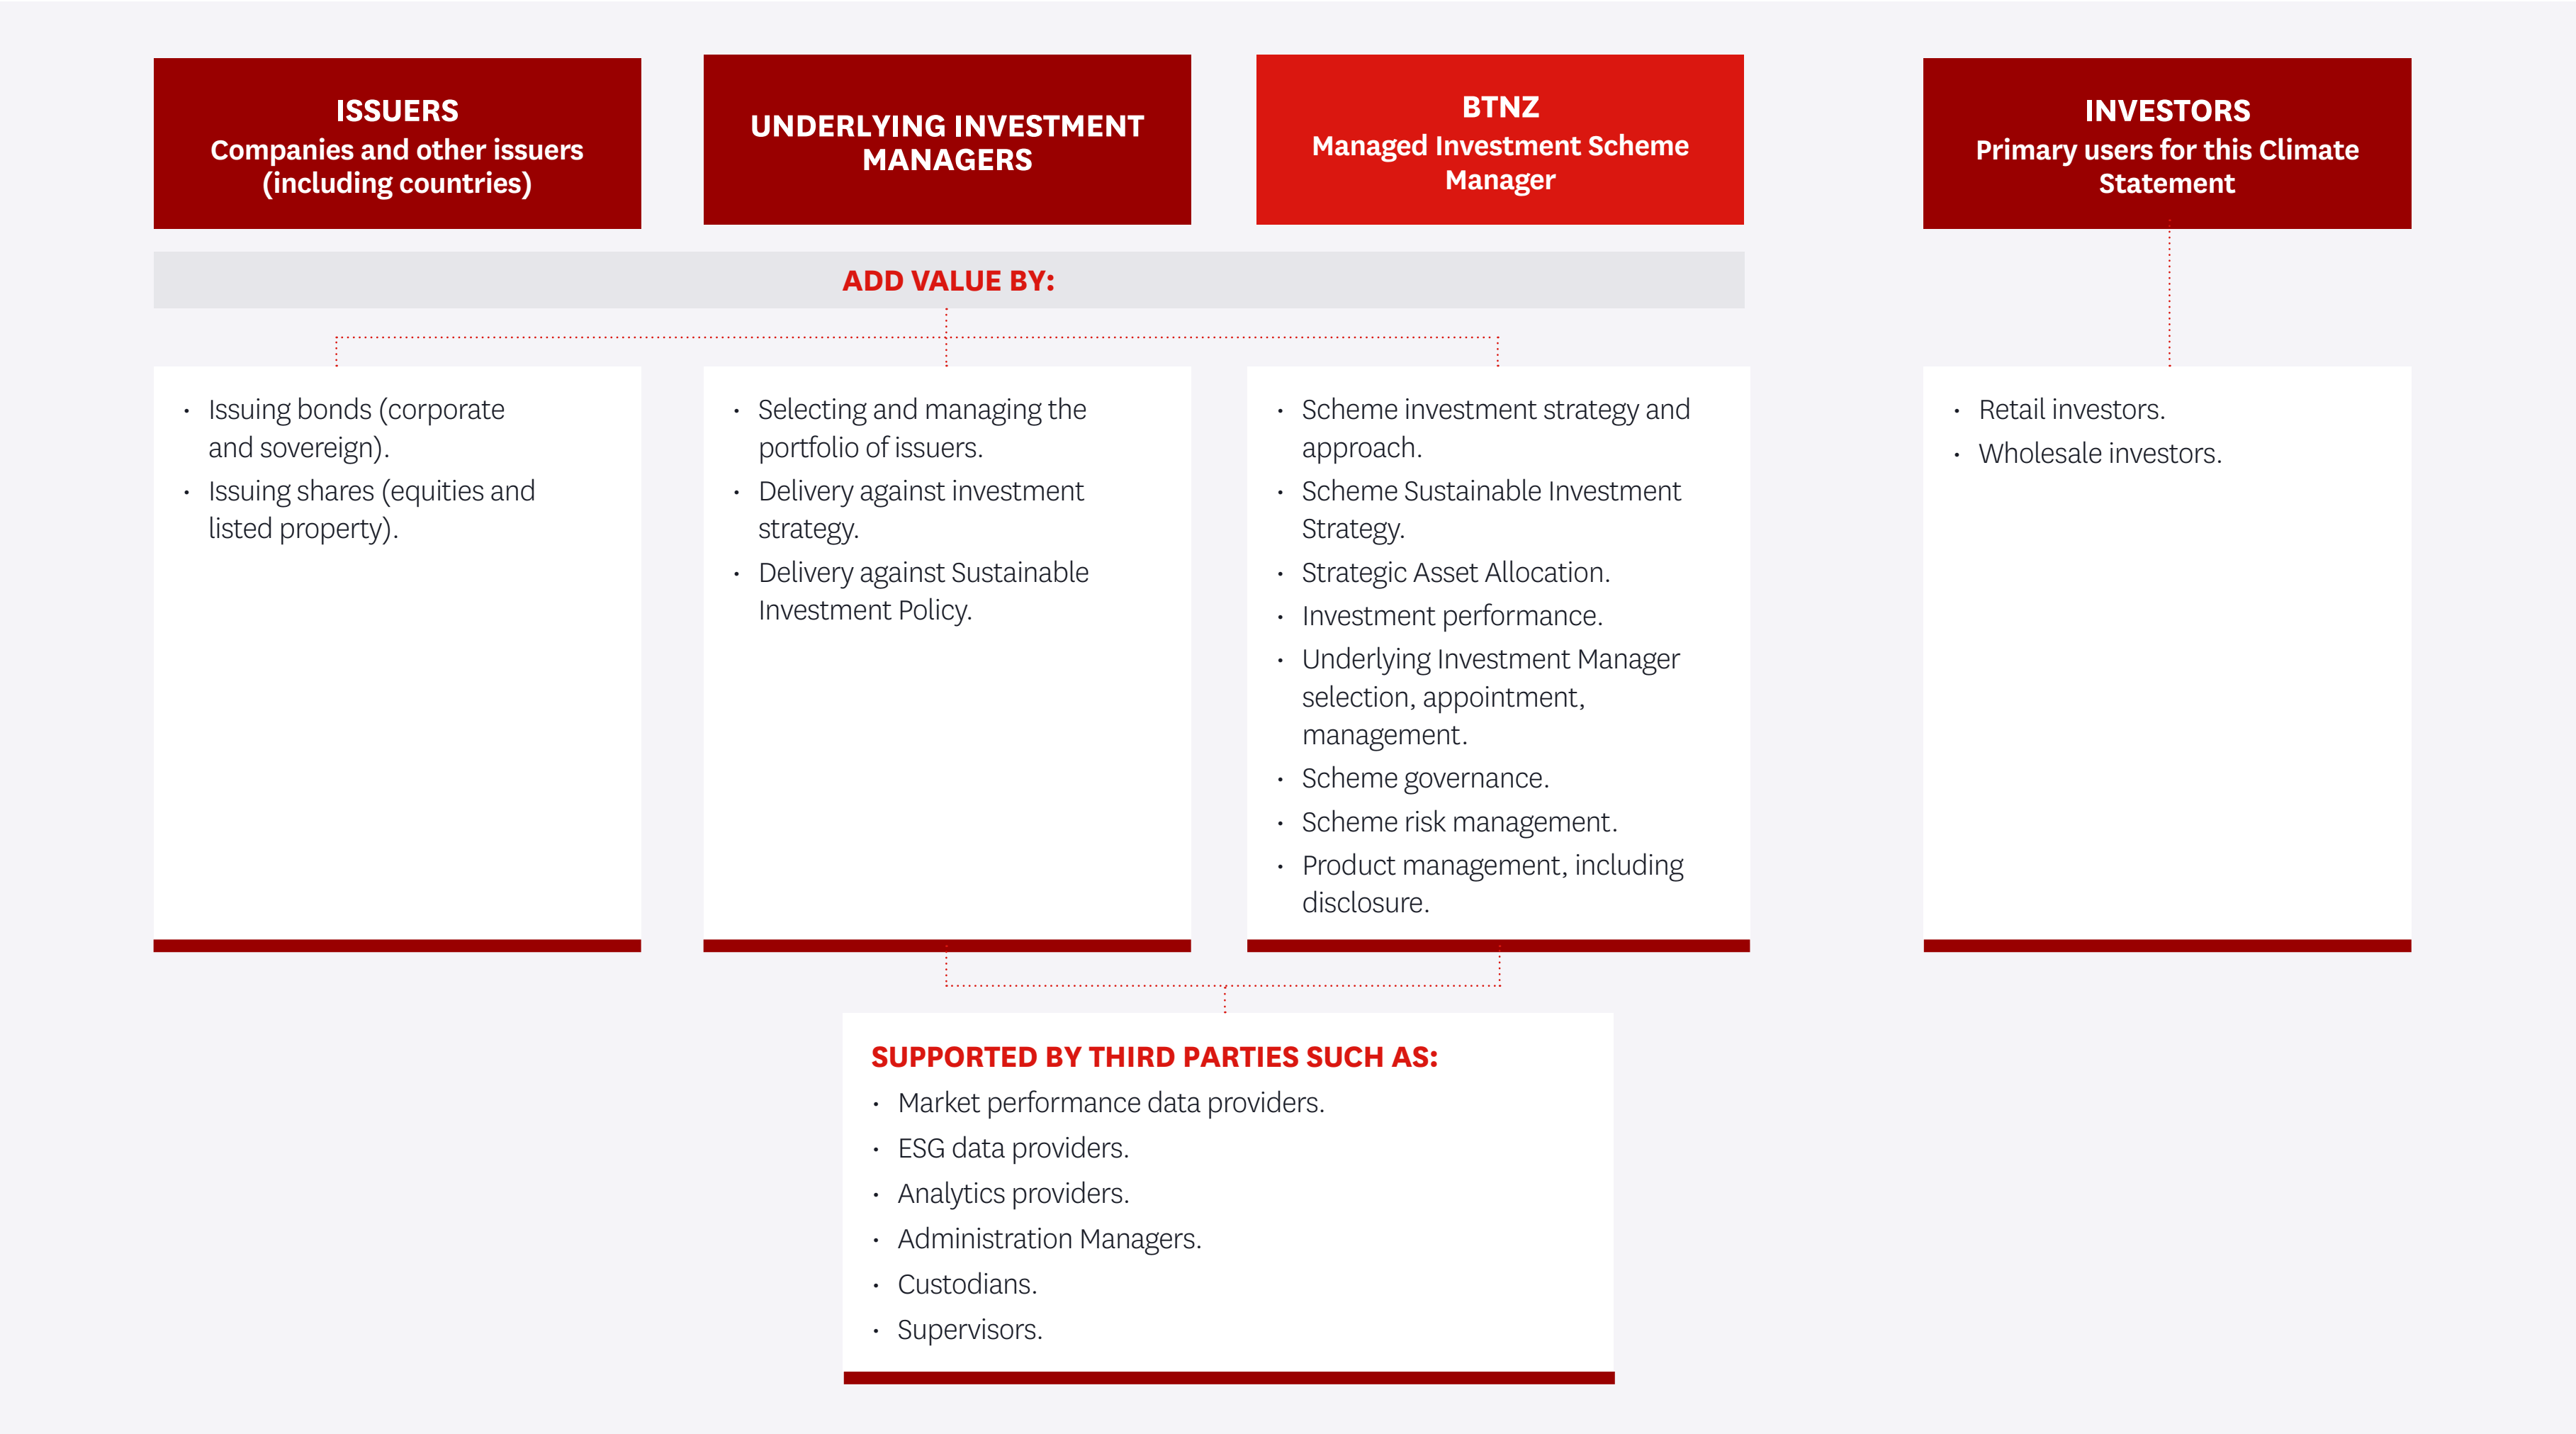 ISSUERS
Companies and other issuers
(including countries)
UNDERLYING INVESTMENT
MANAGERS
BTNZ
Managed Investment Scheme
Manager
INVESTORS
Primary users for this Climate
Statement
ADD VALUE BY:
• Issuing bonds (corporate
and sovereign).
• Issuing shares (equities and
listed property).
• Selecting and managing the
portfolio of issuers.
• Delivery against investment
strategy.
• Delivery against Sustainable
Investment Policy.
• Scheme investment strategy and
approach.
• Scheme Sustainable Investment
Strategy.
• Strategic Asset Allocation.
• Investment performance.
• Underlying Investment Manager
selection, appointment,
management.
• Scheme governance.
• Scheme risk management.
• Product management, including
disclosure.
• Retail investors.
• Wholesale investors.
SUPPORTED BY THIRD PARTIES SUCH AS:
• Market performance data providers.
• ESG data providers.
• Analytics providers.
• Administration Managers.
• Custodians.
• Supervisors.